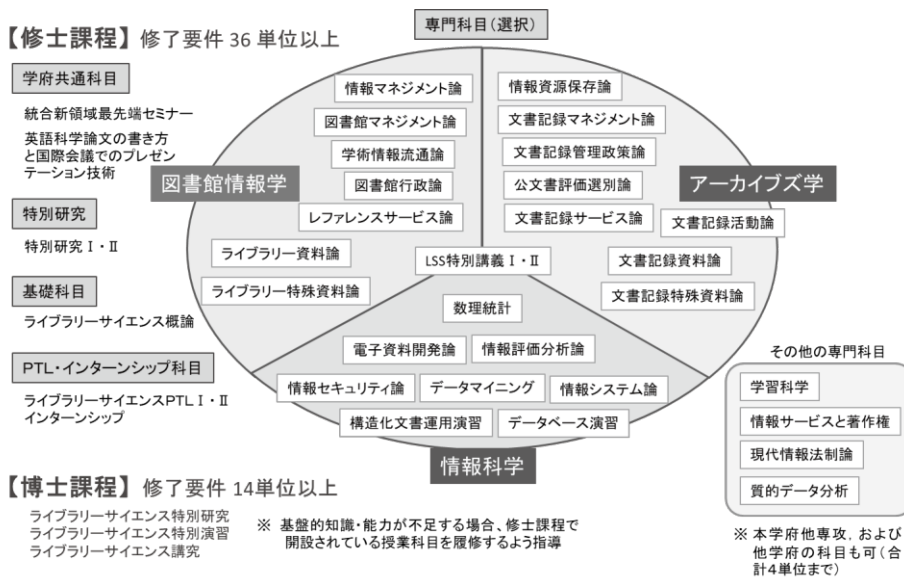 専門科目(選択)
【修士課程】 修了要件 36 単位以上
学府共通科目
統合新領域最先端セミナー
英語科学論文の書き方
と国際会議でのプレゼン
テーション技術
特別研究
特別研究Ⅰ・Ⅱ
基礎科目
ライブラリーサイエンス概論
PTL・インターンシップ科目
ライブラリーサイエンスPTLⅠ・Ⅱ
インターンシップ
図書館情報学
情報マネジメント論
図書館マネジメント論
学術情報流通論
図書館行政論
レファレンスサービス論
ライブラリー資料論
ライブラリー特殊資料論
アーカイブズ学
情報資源保存論
文書記録マネジメント論
文書記録管理政策論
公文書評価選別論
文書記録サービス論
文書記録活動論
文書記録資料論
文書記録特殊資料論
LSS特別講義Ⅰ・Ⅱ
数理統計
電子資料開発論
情報評価分析論
情報セキュリティ論
データマイニング
情報システム論
構造化文書運用演習
データベース演習
情報科学
その他の専門科目
学習科学
情報サービスと著作権
現代情報法制論
質的データ分析
※ 本学府他専攻, および
他学府の科目も可(合
計4単位まで)
【博士課程】 修了要件 14単位以上
ライブラリーサイエンス特別研究
ライブラリーサイエンス特別演習
ライブラリーサイエンス講究
※ 基盤的知識・能力が不足する場合、修士課程で
開設されている授業科目を履修するよう指導